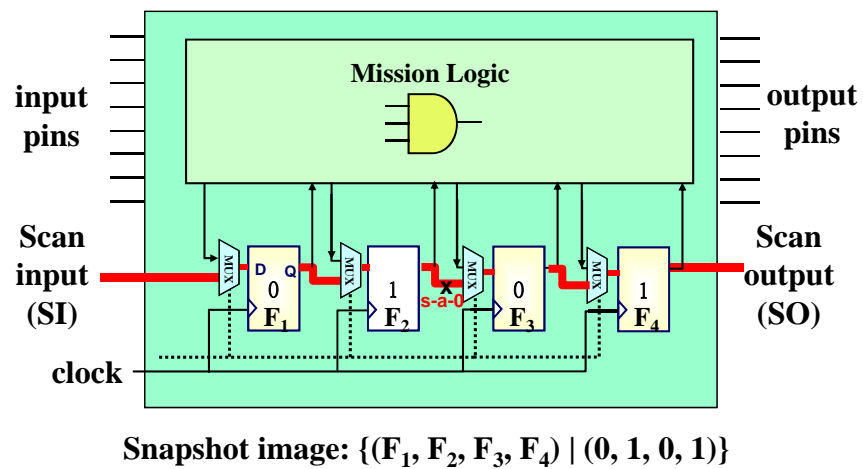 Mission Logic
input
pins
output
pins
Scan
input
(SI)
MUX
D Q
0
F1
MUX
1
F2
x
s-a-0
MUX
0
F3
MUX
1
F4
Scan
output
(SO)
clock
Snapshot image: {(F1, F2, F3, F4) | (0, 1, 0, 1)}